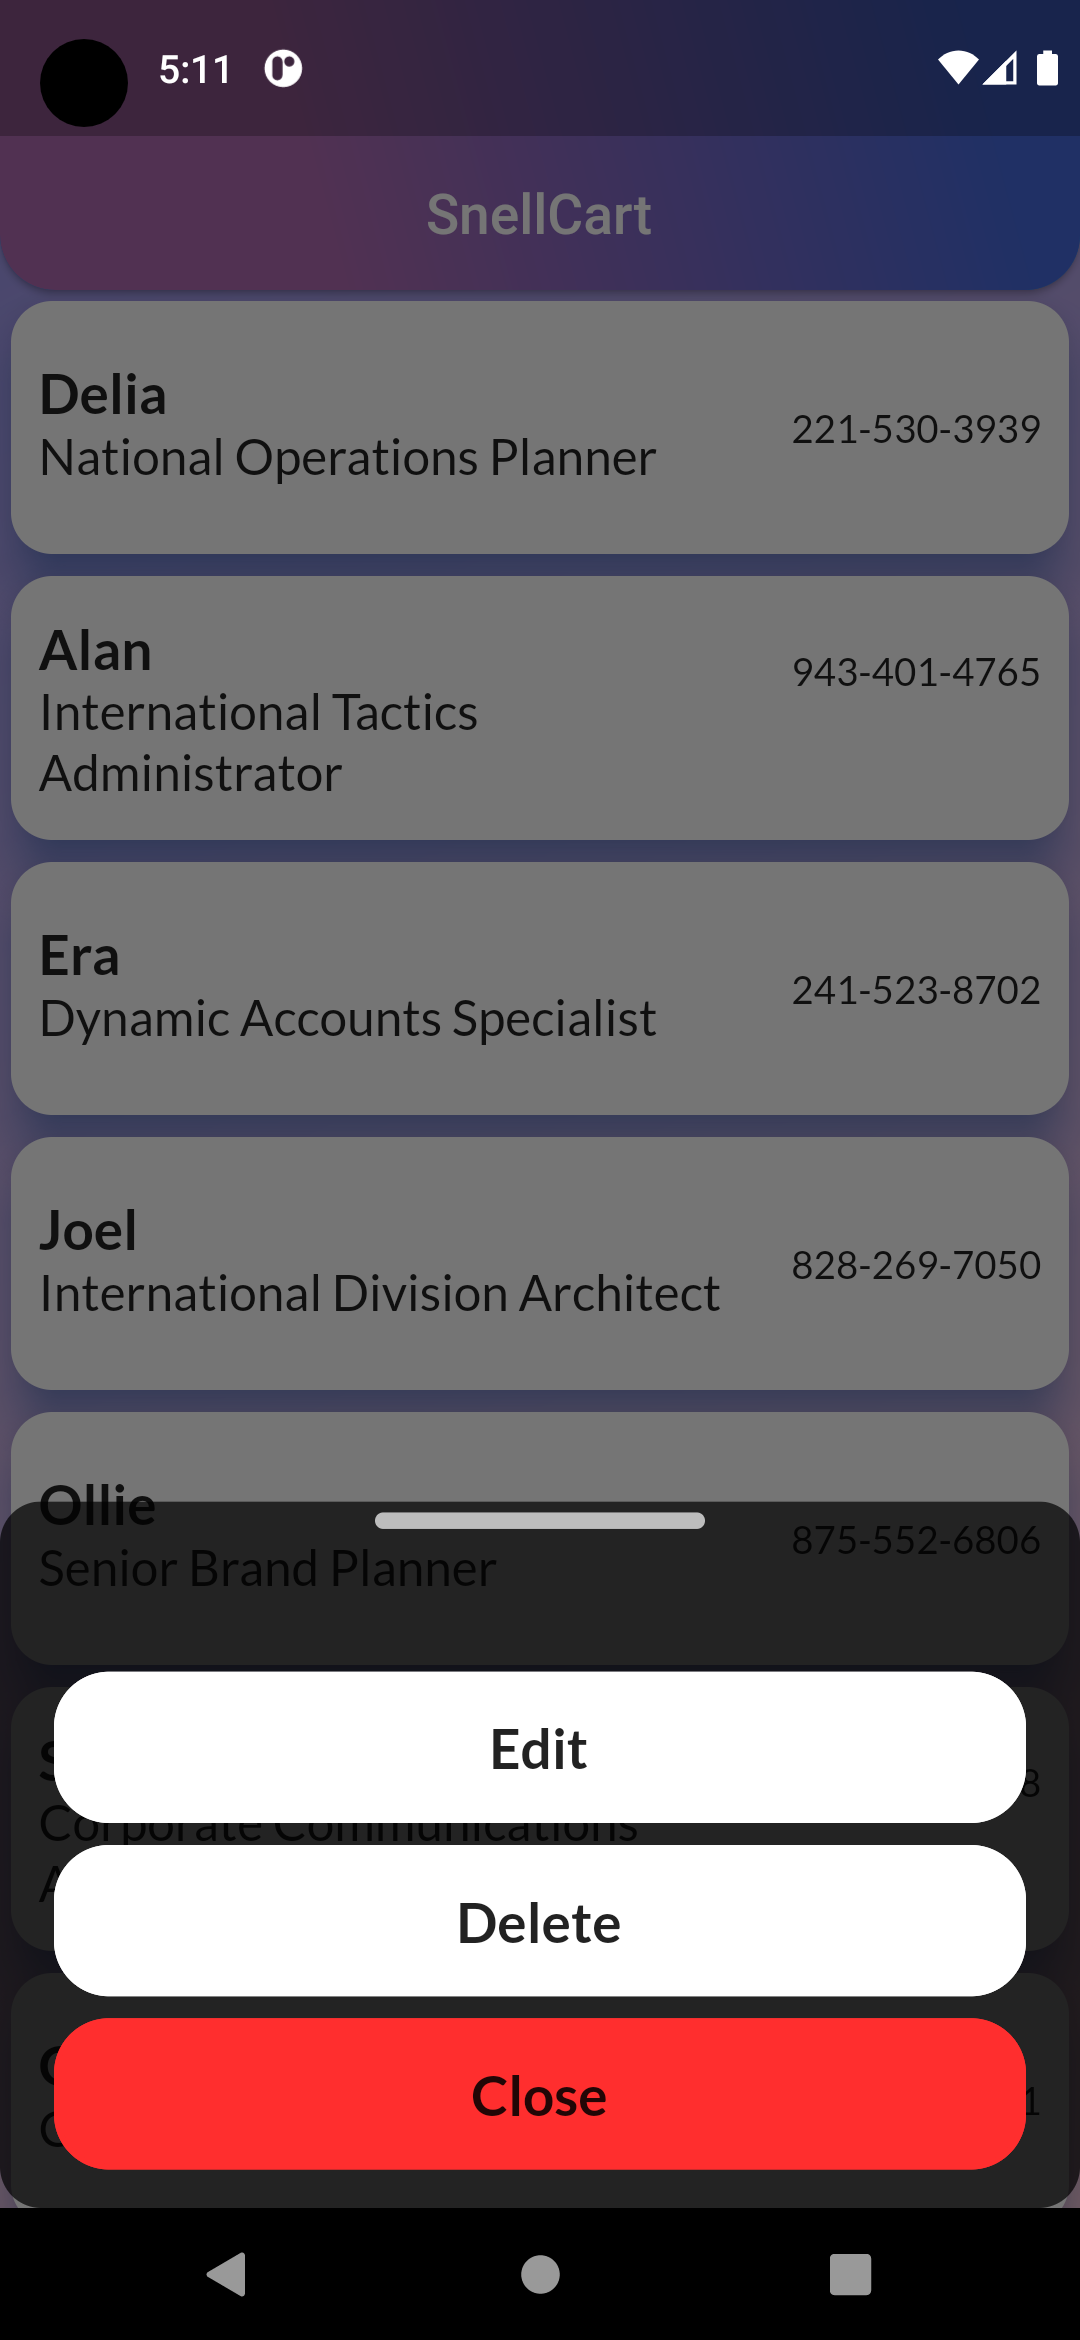 5:11
SnellCart
Delia
National Operations Planner
221-530-3939
Alan
International Tactics
Administrator
943-401-4765
Era
Dynamic Accounts Specialist
241-523-8702
Joel
International Division Architect
828-269-7050
Ollie
Senior Brand Planner
875-552-6806
Edit
Corporate Communications
Delete
Close